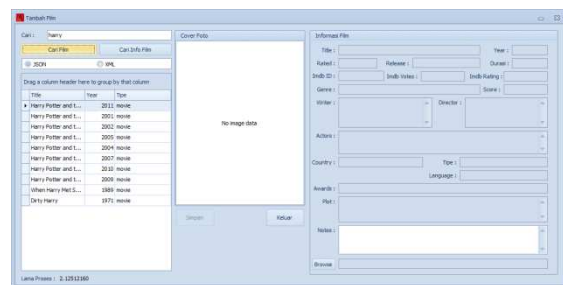 Tambah Film
Cari : harry
Cari Film Cari Info Film
JSON XML
Drag a column header here to group by that column
Title Year Tipe
Harry Potter and t... 2011 movie
Harry Potter and t... 2001 movie
Harry Potter and t... 2002 movie
Harry Potter and t... 2005 movie
Harry Potter and t... 2004 movie
Harry Potter and t... 2007 movie
Harry Potter and t... 2010 movie
Harry Potter and t... 2009 movie
When Harry Met S... 1989 movie
Dirty Harry 1971 movie
Lama Proses : 2.12512160
Cover Foto
No image data
Simpan Keluar
Informasi Film
Title : Year :
Rated : Release : Durasi :
Imdb ID : Imdb Votes : Imdb Rating :
Genre : Score :
Writer : Director :
Actors :
Country : Tipe :
Language :
Awards :
Plot :
Notes :
Browse